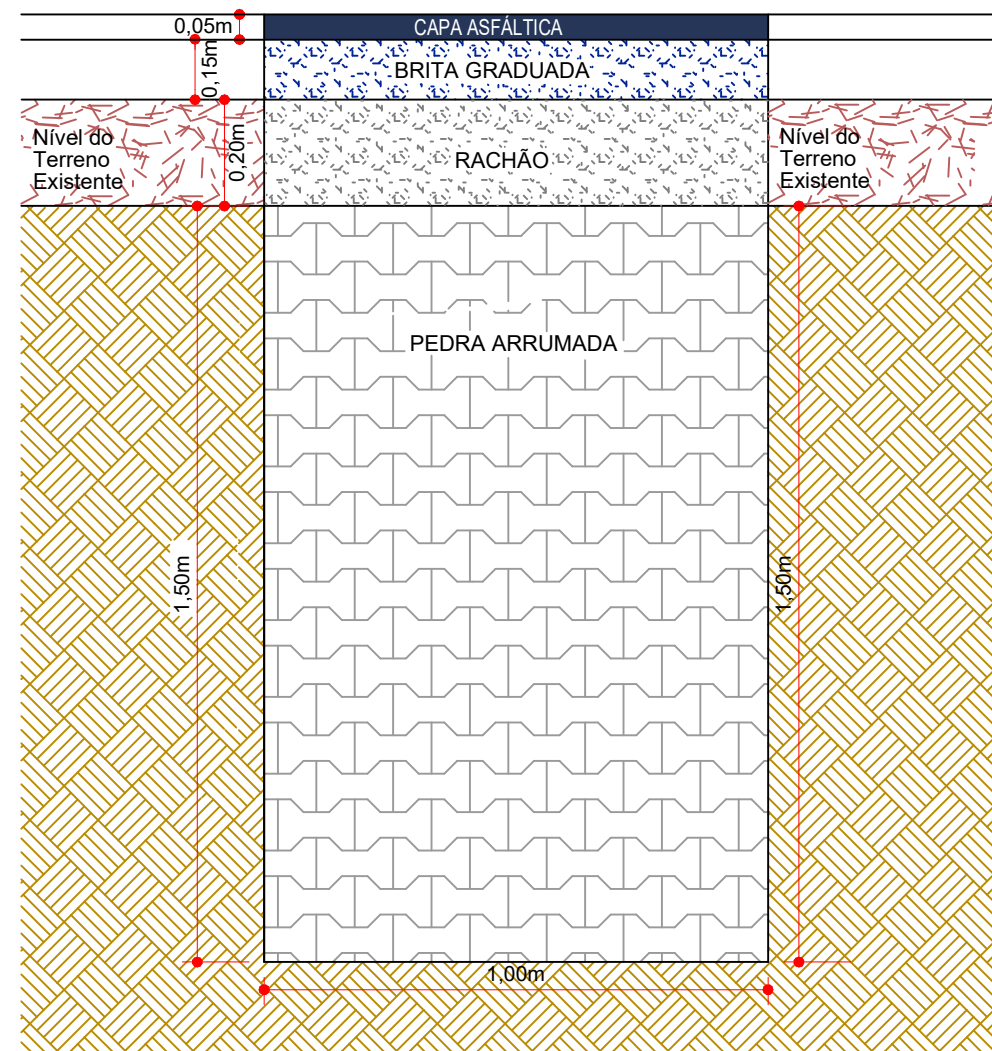 0,05m
CAPA ASFÁLTICA
0,15m
BRITA GRADUADA
Nível do
Terreno
Existente
0,20m
RACHÃO
Nível do
Terreno
Existente
PEDRA ARRUMADA
1,50m
1,50m
1,00m